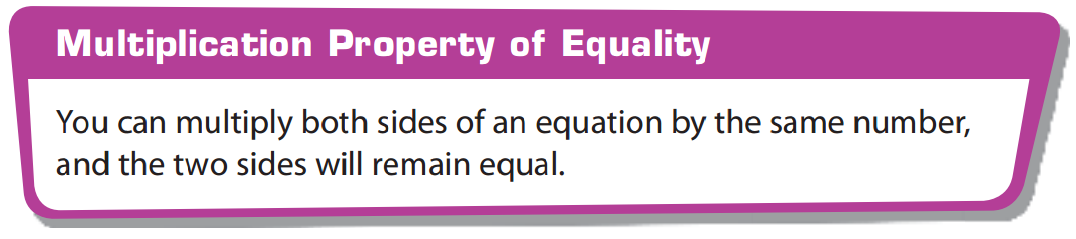 Multiplication Property of Equality
You can multiply both sides of an equation by the same number,
and the two sides will remain equal.